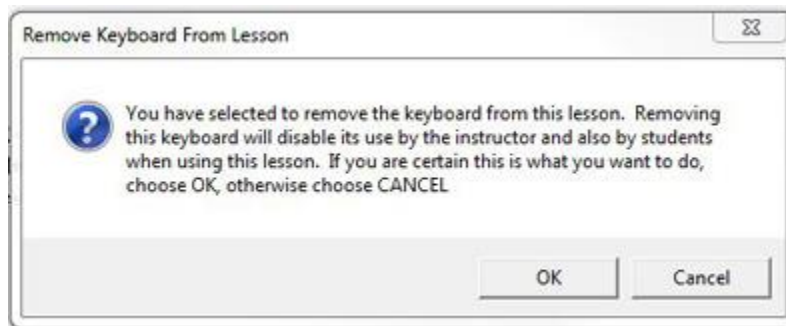 Remove Keyboard From Lesson
You have selected to remove the keyboard from this lesson.  Removing
this keyboard will disable its use by the instructor and also by students
when using this lesson.  If you are certain this is what you want to do,
choose OK, otherwise choose CANCEL
OK
Cancel